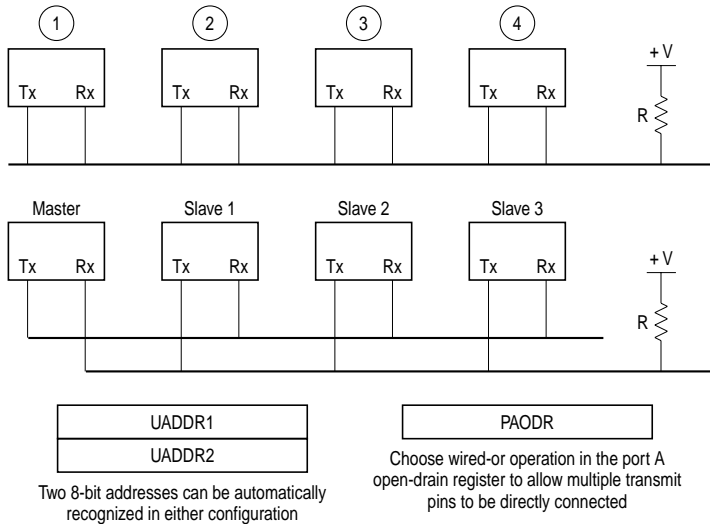 1 2 3 4
+ V
Tx Rx Tx Rx Tx Rx Tx Rx
R
Master Slave 1 Slave 2 Slave 3
+ V
Tx Rx Tx Rx Tx Rx Tx Rx
R
UADDR1
UADDR2
Two 8-bit addresses can be automatically
recognized in either configuration
PAODR
Choose wired-or operation in the port A
open-drain register to allow multiple transmit
pins to be directly connected